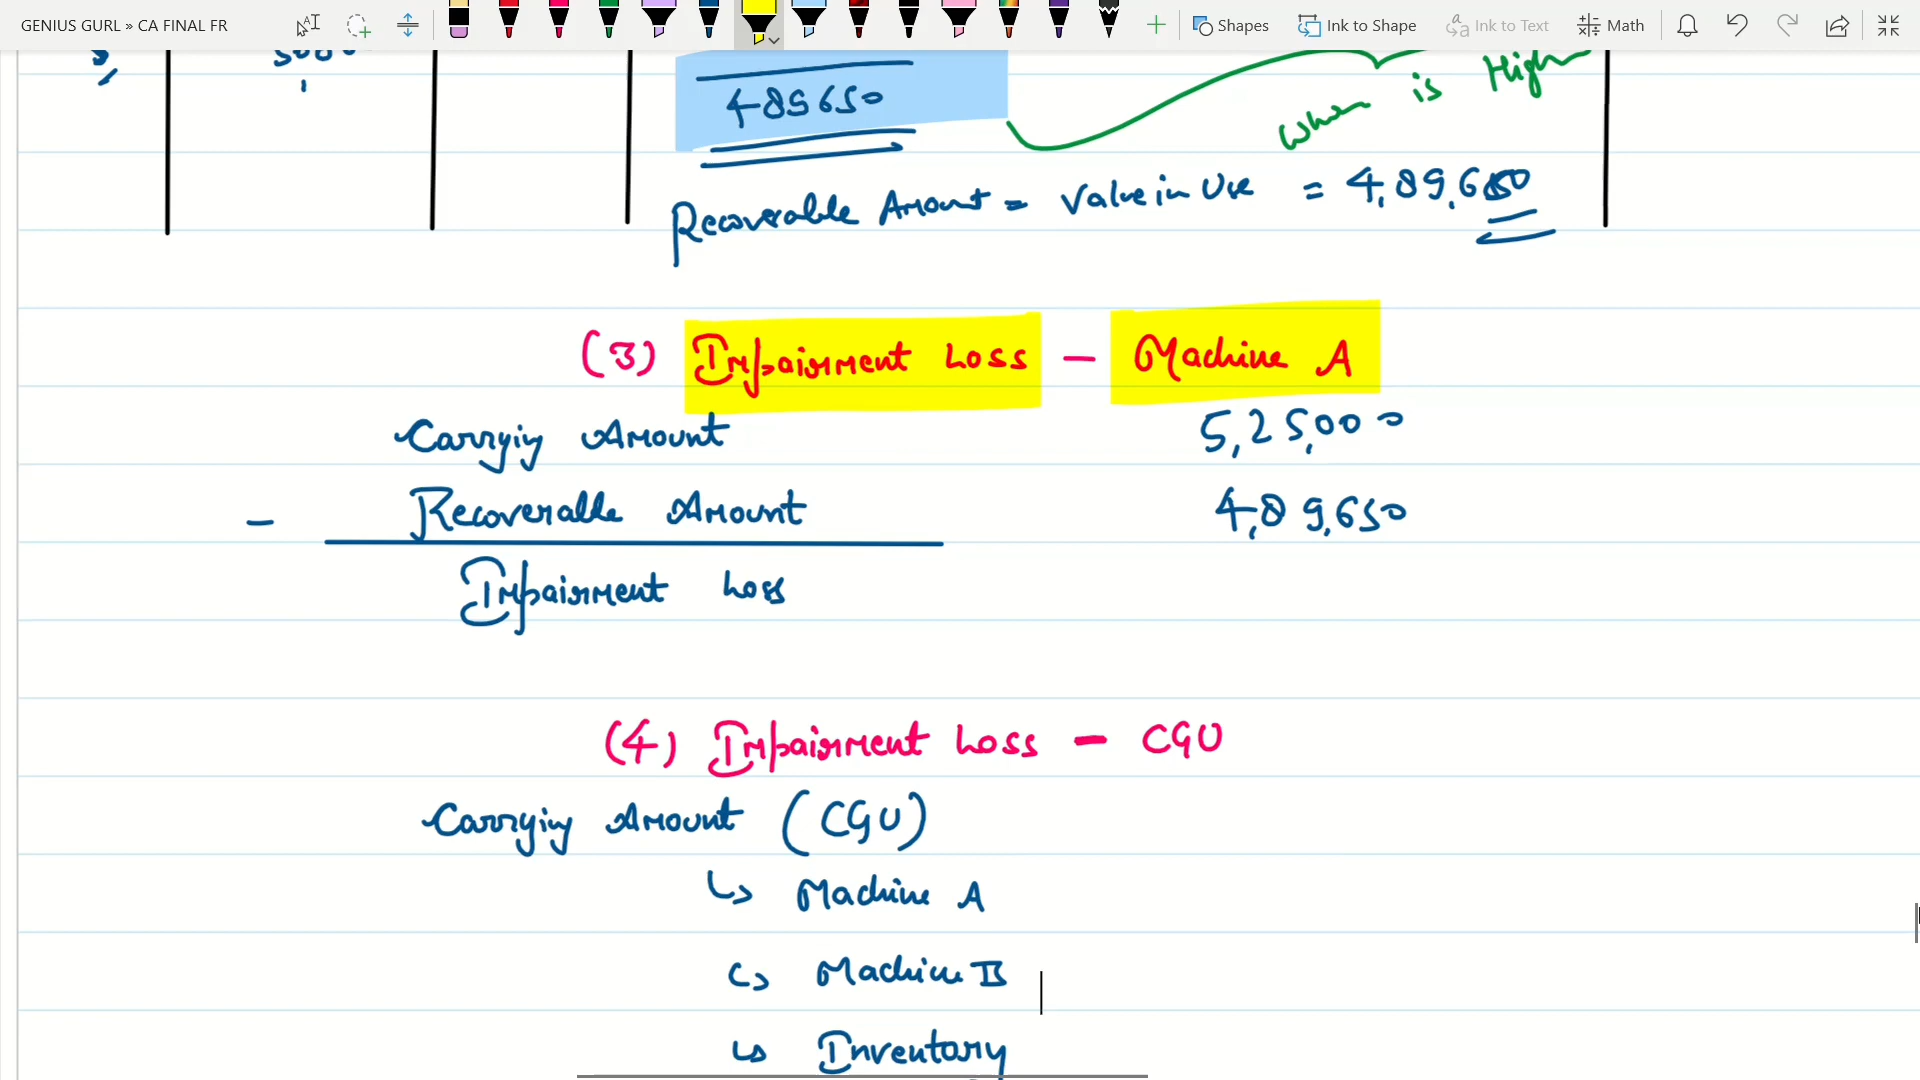 GENIUS GURL » CA FINAL FR
Shapes
Ink to Shape
Ink to Text
Math
485650
When is High
Recoverable Amount = Value in Use = 4,89,650
(3) Impairment Loss - Machine A
Carrying Amount 5,25,000
- Recoverable Amount 4,89,650
Impairment Loss
(4) Impairment Loss - CGU
Carrying Amount (CGU)
↳ Machine A
↳ Machine B
↳ Inventory